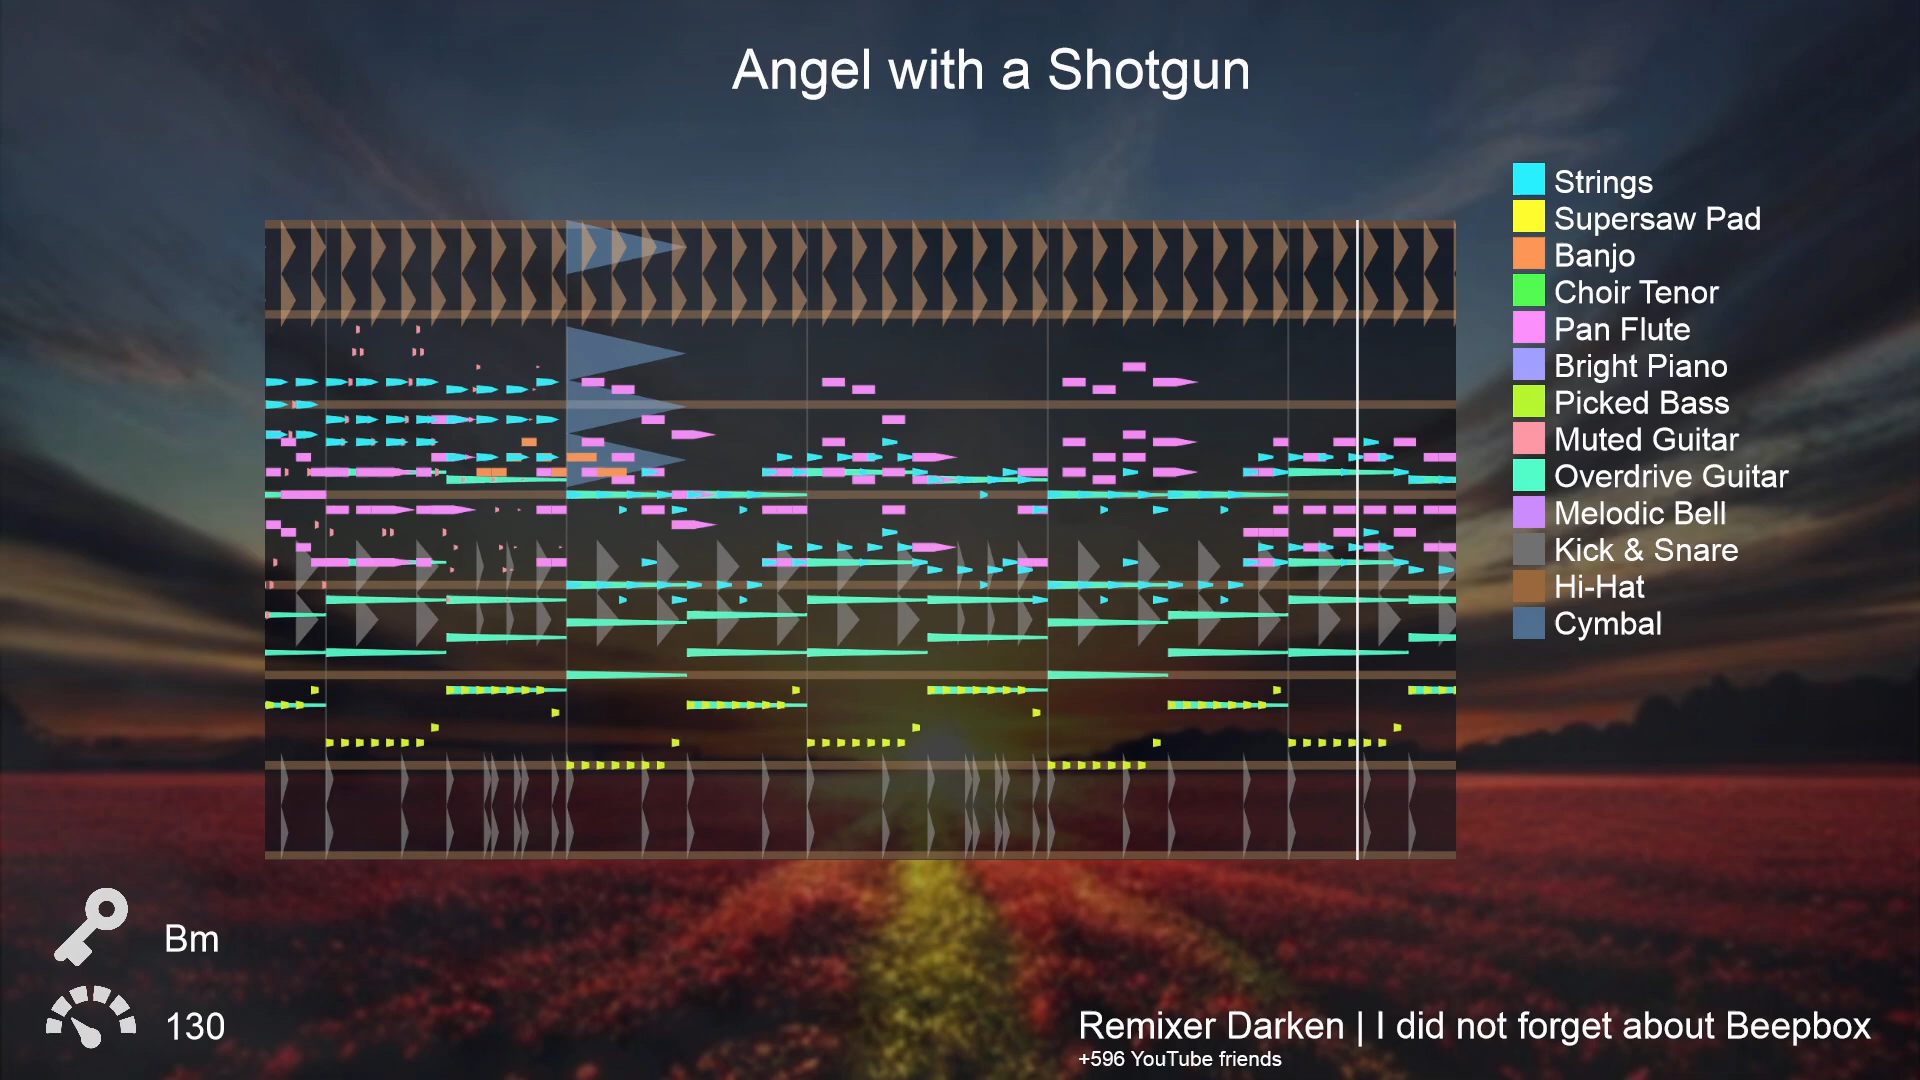 Angel with a Shotgun
Strings
Supersaw Pad
Banjo
Choir Tenor
Pan Flute
Bright Piano
Picked Bass
Muted Guitar
Overdrive Guitar
Melodic Bell
Kick & Snare
Hi-Hat
Cymbal
Bm
130
Remixer Darken | I did not forget about Beepbox
+596 YouTube friends